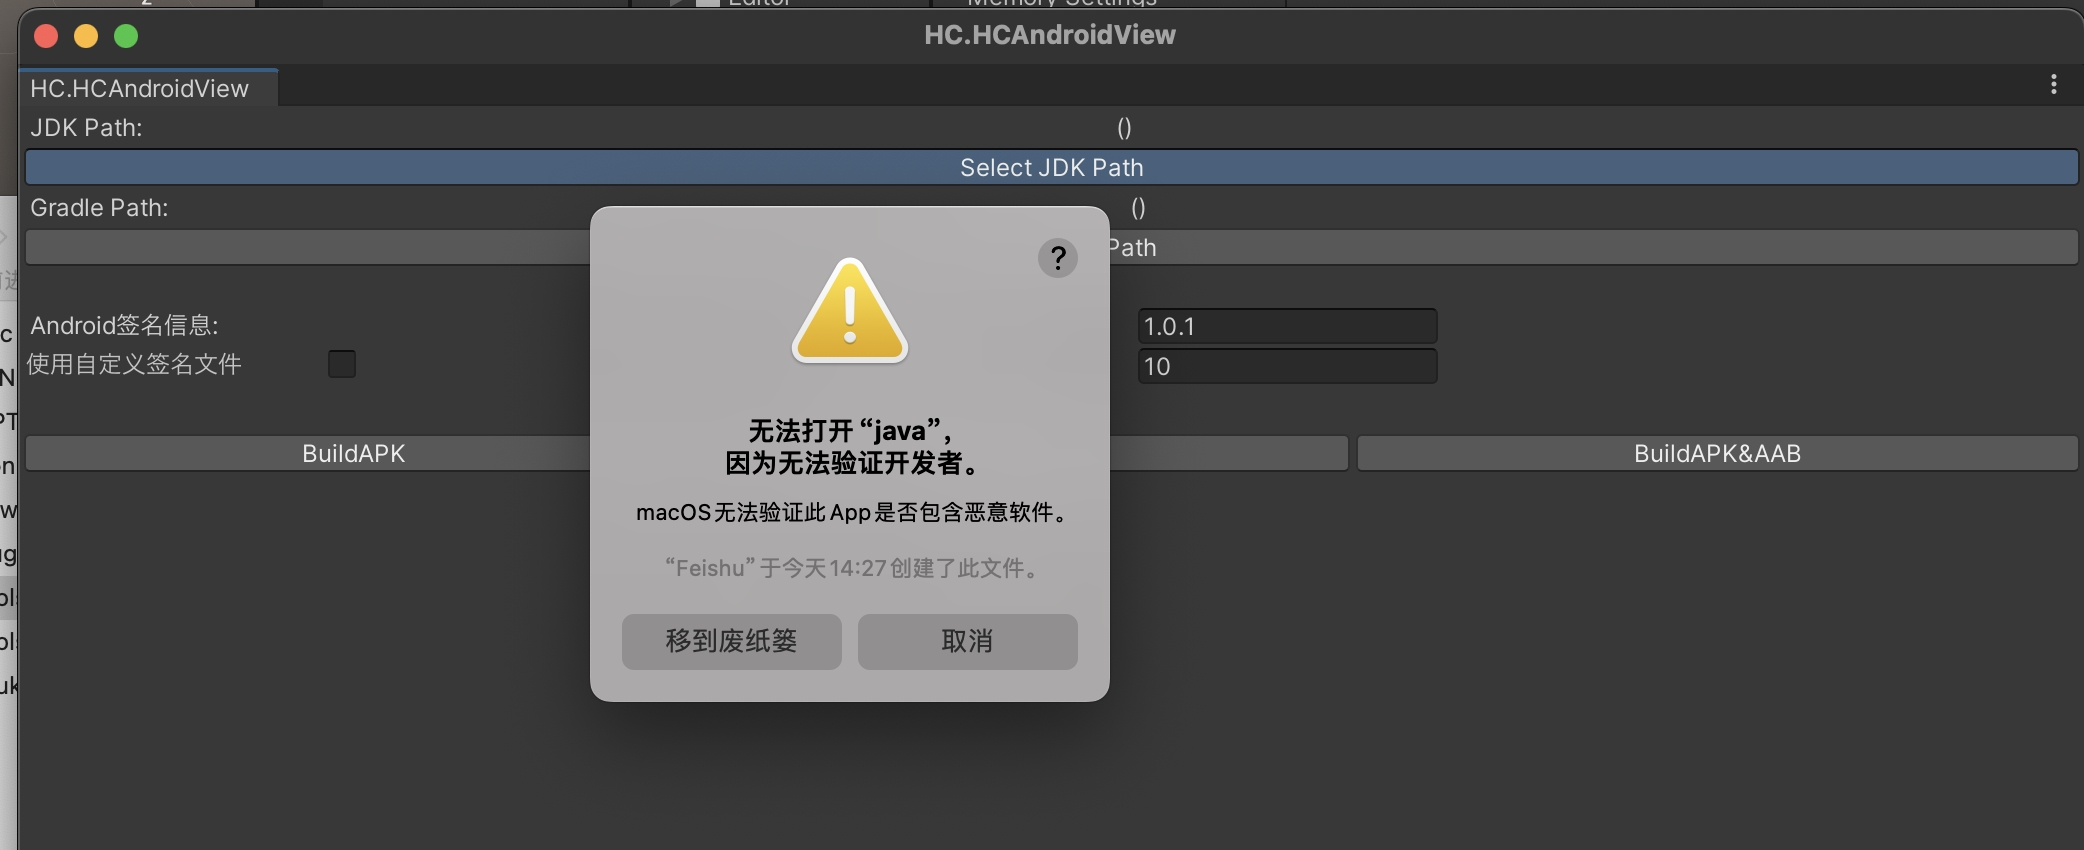 Editor
Memory Settings
HC.HCAndroidView
HC.HCAndroidView
JDK Path:
()
Select JDK Path
Gradle Path:
()
Path
Android签名信息:
1.0.1
使用自定义签名文件
10
BuildAPK
BuildAPK&AAB
?
无法打开“java”，
因为无法验证开发者。
macOS无法验证此App是否包含恶意软件。
“Feishu”于今天14:27创建了此文件。
移到废纸篓
取消